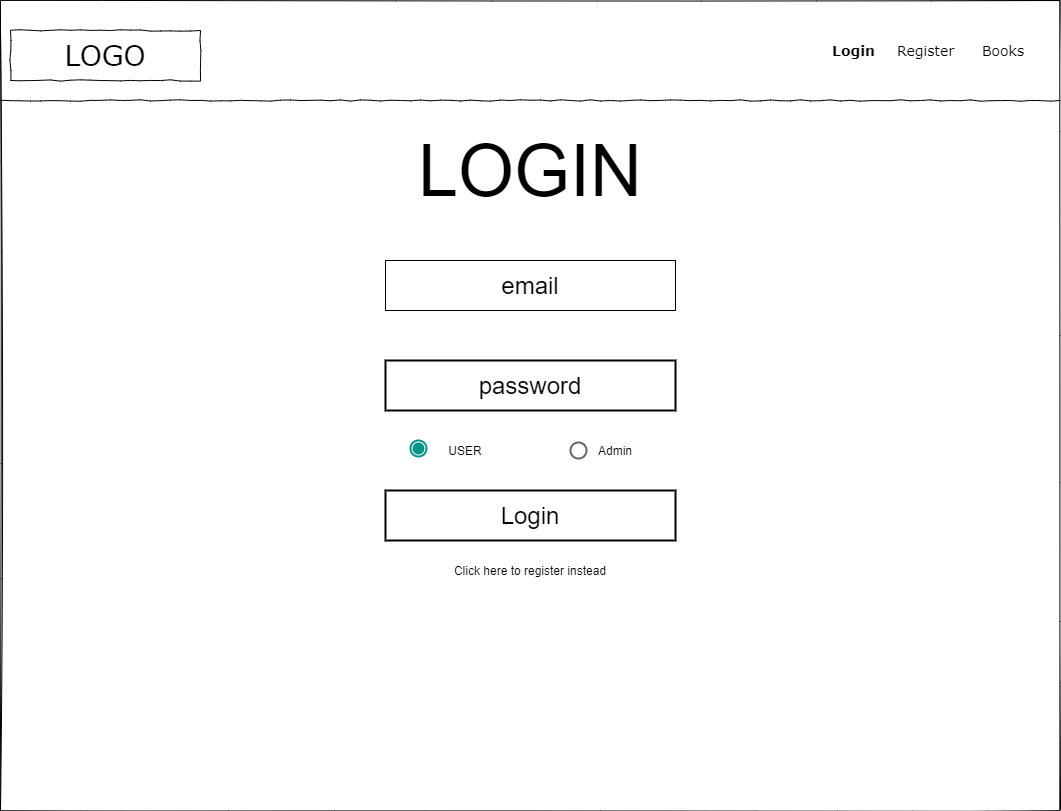 LOGO
Login Register Books
LOGIN
email
password
USER Admin
Login
Click here to register instead